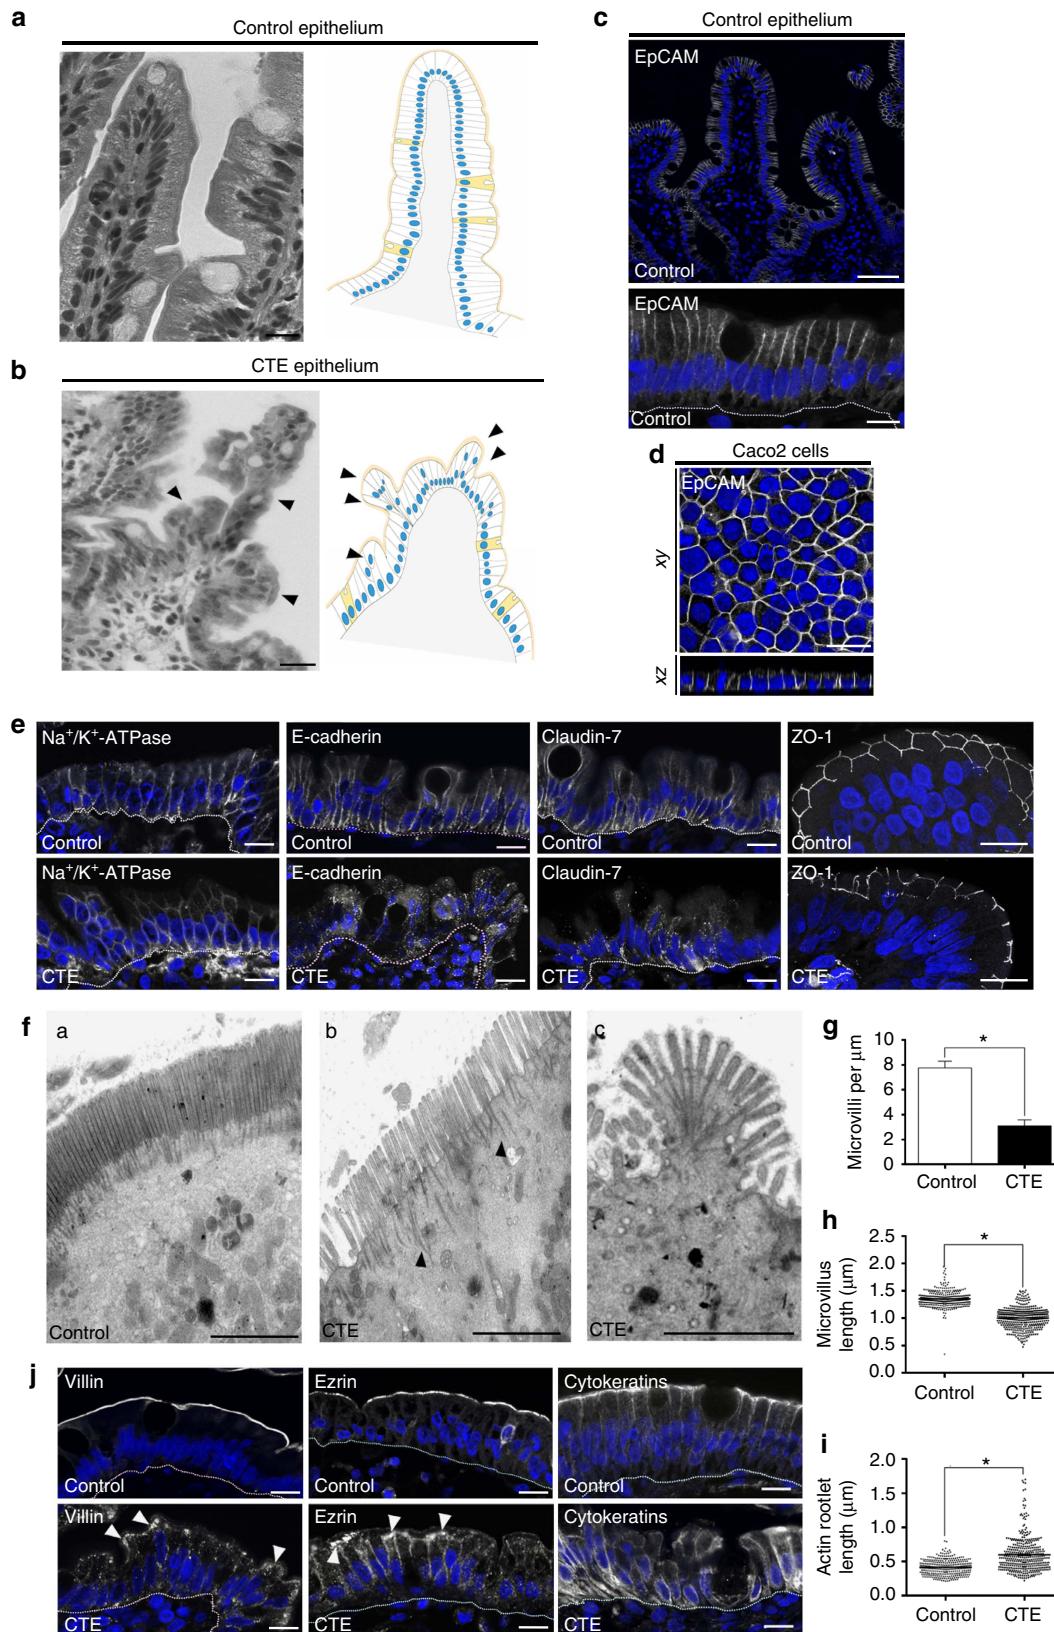 a
Control epithelium
b
CTE epithelium
c
Control epithelium
EpCAM
Control
EpCAM
Control
d
Caco2 cells
EpCAM
xy
xz
e
Na+/K+-ATPase
Control
E-cadherin
Control
Claudin-7
Control
ZO-1
Control
Na+/K+-ATPase
CTE
E-cadherin
CTE
Claudin-7
CTE
ZO-1
CTE
f
a
Control
b
CTE
c
CTE
g
Microvilli per µm
10
8
6
4
2
0
*
Control
CTE
h
Microvillus
length (µm)
2.5
2.0
1.5
1.0
0.5
0.0
*
Control
CTE
i
Actin rootlet
length (µm)
2.0
1.5
1.0
0.5
0.0
*
Control
CTE
j
Villin
Control
Ezrin
Control
Cytokeratins
Control
Villin
CTE
Ezrin
CTE
Cytokeratins
CTE